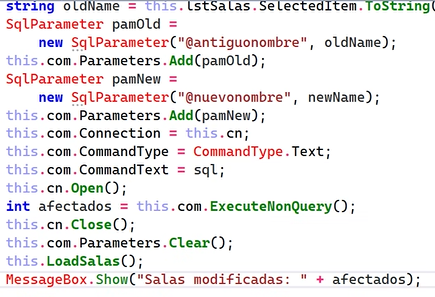 string oldName = this.lstSalas.SelectedItem.ToString(
SqlParameter pamOld =
new SqlParameter("@antiguonombre", oldName);
this.com.Parameters.Add(pamOld);
SqlParameter pamNew =
new SqlParameter("@nuevonombre", newName);
this.com.Parameters.Add(pamNew);
this.com.Connection = this.cn;
this.com.CommandType = CommandType.Text;
this.com.CommandText = sql;
this.cn.Open();
int afectados = this.com.ExecuteNonQuery();
this.cn.Close();
this.com.Parameters.Clear();
this.LoadSalas();
MessageBox.Show("Salas modificadas: " + afectados);